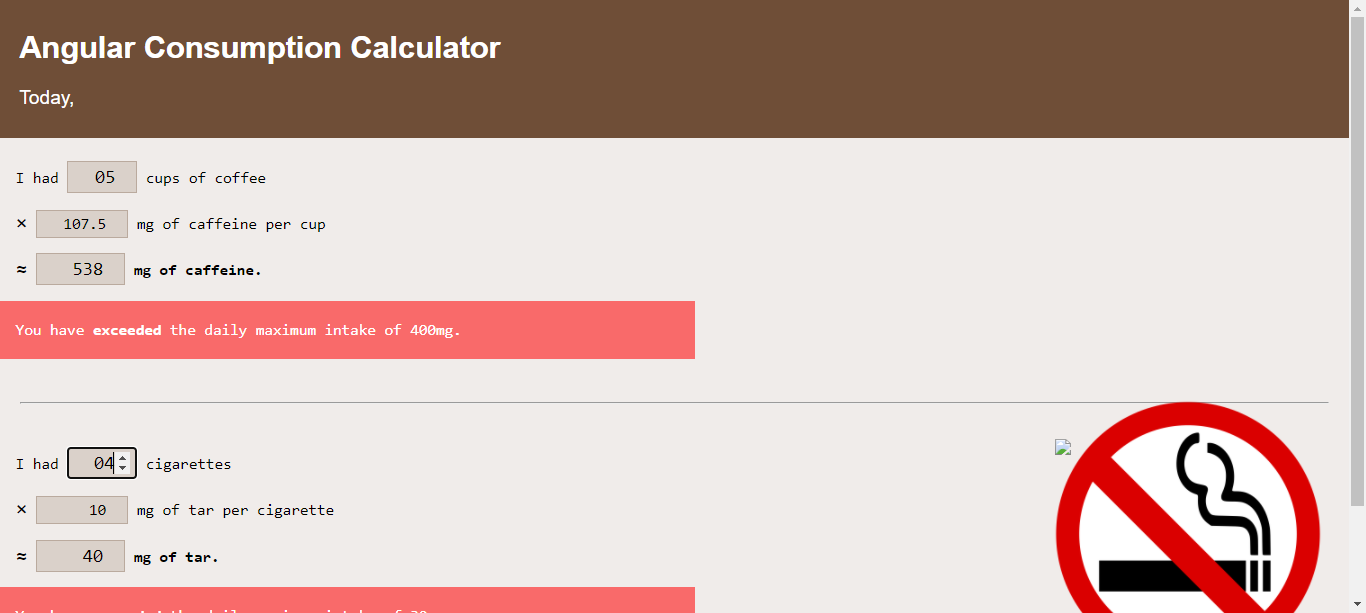 Angular Consumption Calculator
Today,
I had 05 cups of coffee
× 107.5 mg of caffeine per cup
≈ 538 mg of caffeine.
You have exceeded the daily maximum intake of 400mg.
I had 04 cigarettes
× 10 mg of tar per cigarette
≈ 40 mg of tar.